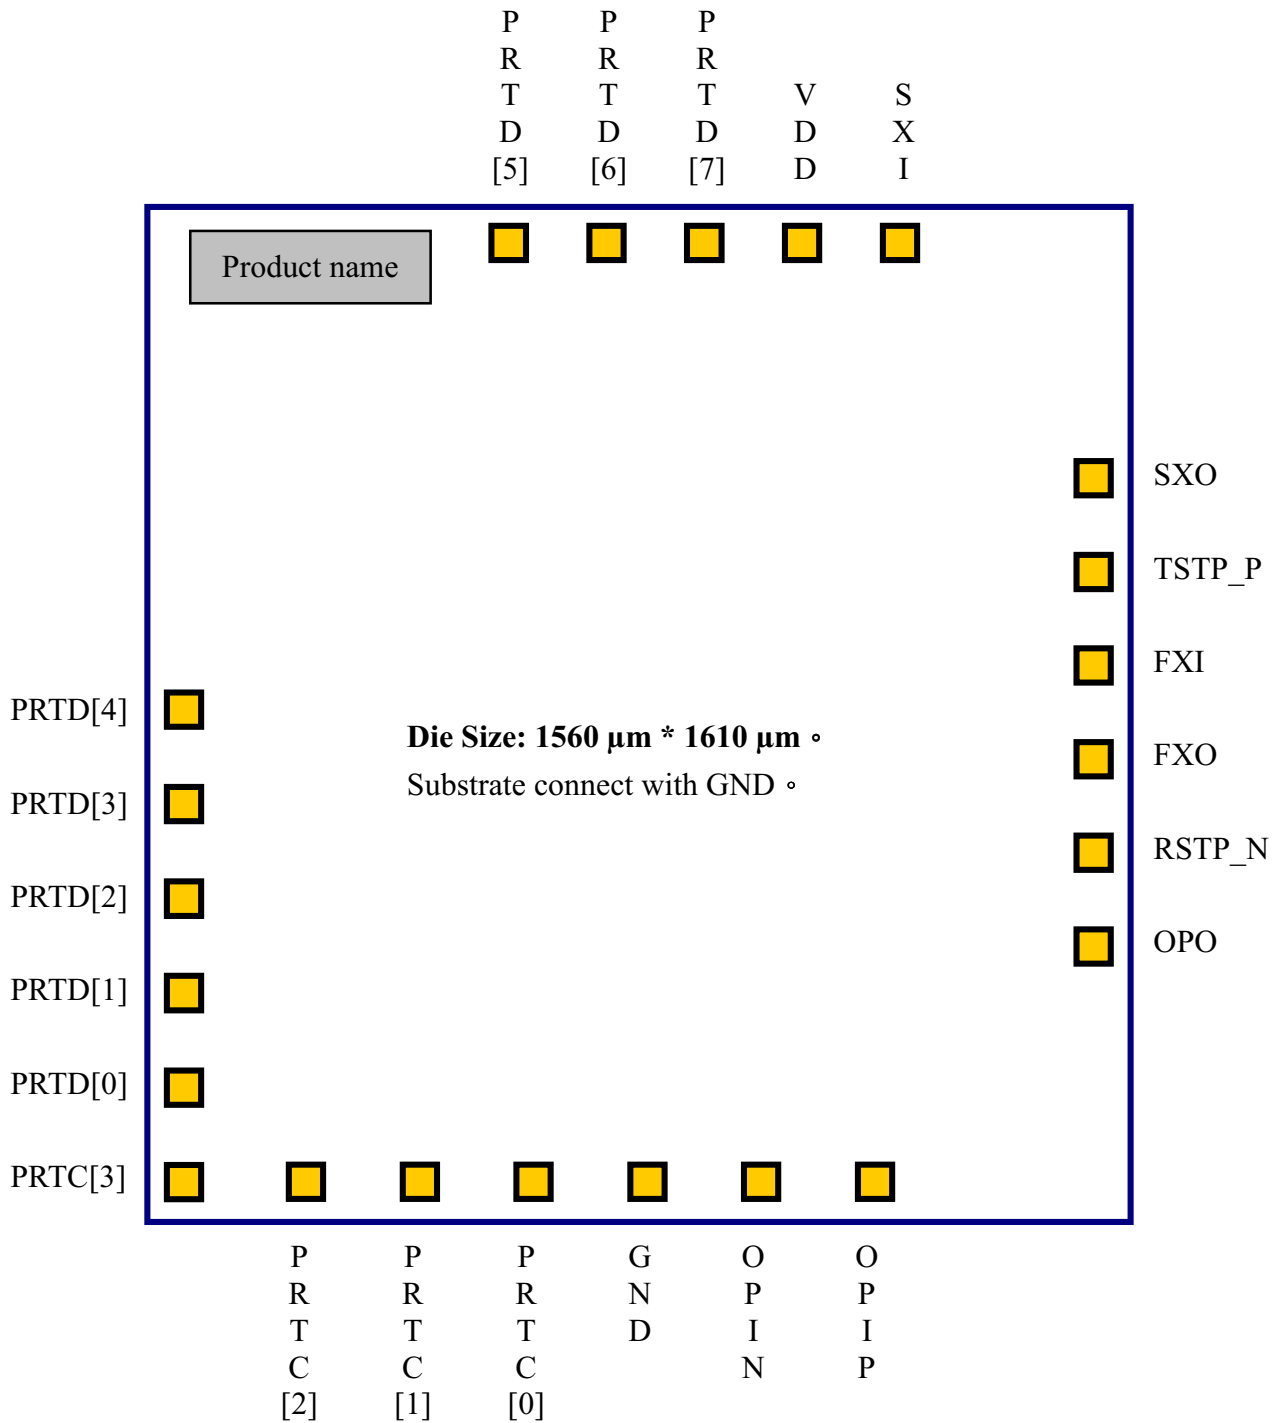 PRTD[5]
PRTD[6]
PRTD[7]
VDD
SXI
Product name
SXO
TSTP_P
FXI
PRTD[4]
Die Size: 1560 μm * 1610 μm 。
FXO
Substrate connect with GND 。
PRTD[3]
RSTP_N
PRTD[2]
OPO
PRTD[1]
PRTD[0]
PRTC[3]
PRTC[2]
PRTC[1]
PRTC[0]
GND
OPIN
OPIP